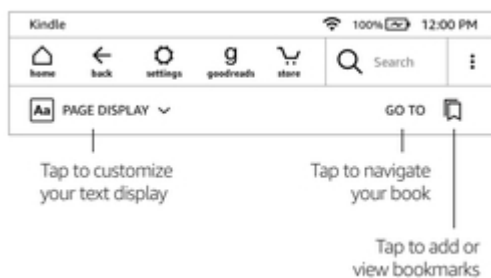 Kindle 100% 12:00 PM
home back settings g goodreads store Search
Aa PAGE DISPLAY GO TO
Tap to customize
your text display
Tap to navigate
your book
Tap to add or
view bookmarks